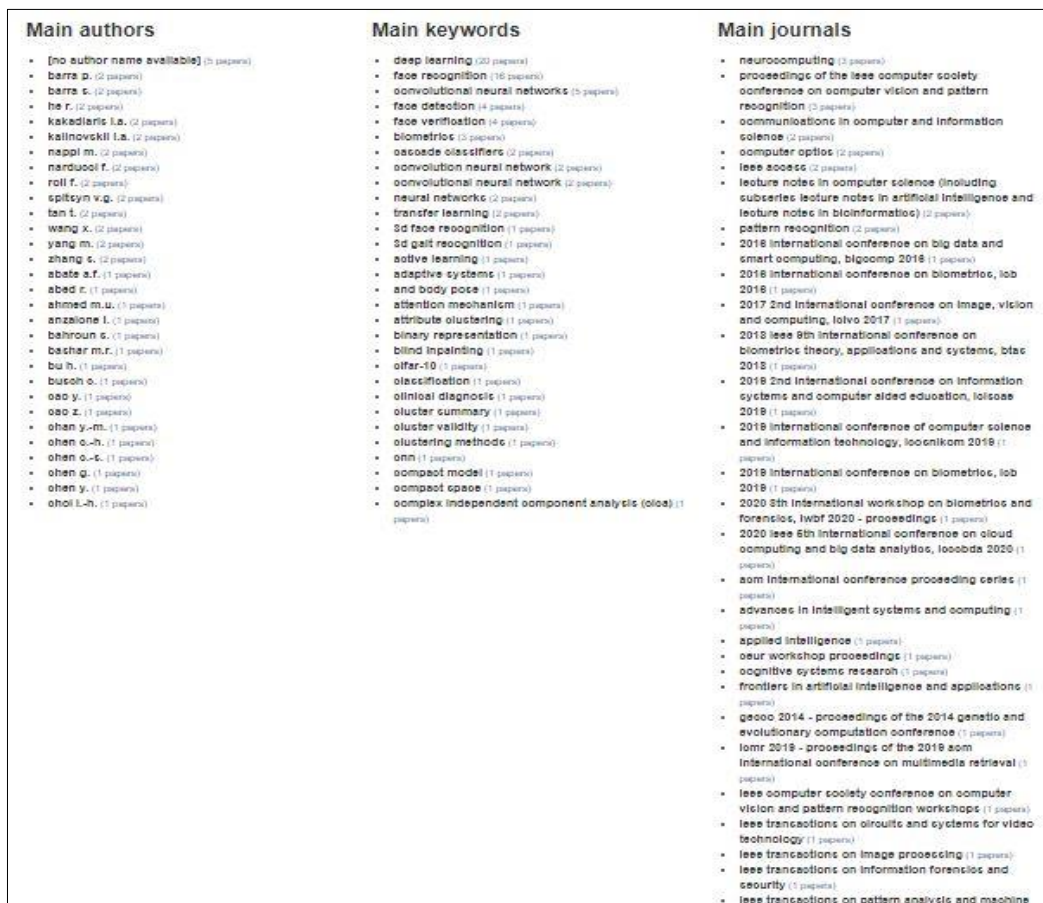 Main authors
[no author name available] (5 papers)
barra p. (2 papers)
barra s. (2 papers)
he r. (2 papers)
kakadiaris i.a. (2 papers)
kalinovskii i.a. (2 papers)
nappi m. (2 papers)
narducci f. (2 papers)
roli f. (2 papers)
spitsyn v.g. (2 papers)
tan t. (2 papers)
wang x. (2 papers)
yang m. (2 papers)
zhang s. (2 papers)
abate a.f. (1 papers)
abed r. (1 papers)
ahmed m.u. (1 papers)
anzalone l. (1 papers)
bahroun s. (1 papers)
bashar m.r. (1 papers)
bu h. (1 papers)
busch c. (1 papers)
cao y. (1 papers)
cao z. (1 papers)
chan y.-m. (1 papers)
chen c.-h. (1 papers)
chen c.-s. (1 papers)
chen g. (1 papers)
chen y. (1 papers)
choi i.-h. (1 papers)
Main keywords
deep learning (20 papers)
face recognition (16 papers)
convolutional neural networks (5 papers)
face detection (4 papers)
face verification (4 papers)
biometrics (3 papers)
cascade classifiers (2 papers)
convolution neural network (2 papers)
convolutional neural network (2 papers)
neural networks (2 papers)
transfer learning (2 papers)
3d face recognition (1 papers)
3d gait recognition (1 papers)
active learning (1 papers)
adaptive systems (1 papers)
and body pose (1 papers)
attention mechanism (1 papers)
attribute clustering (1 papers)
binary representation (1 papers)
blind inpainting (1 papers)
cifar-10 (1 papers)
classification (1 papers)
clinical diagnosis (1 papers)
cluster summary (1 papers)
cluster validity (1 papers)
clustering methods (1 papers)
cnn (1 papers)
compact model (1 papers)
compact space (1 papers)
complex independent component analysis (cica) (1
papers)
Main journals
neurocomputing (3 papers)
proceedings of the ieee computer society
conference on computer vision and pattern
recognition (3 papers)
communications in computer and information
science (2 papers)
computer optics (2 papers)
ieee access (2 papers)
lecture notes in computer science (including
subseries lecture notes in artificial intelligence and
lecture notes in bioinformatics) (2 papers)
pattern recognition (2 papers)
2016 international conference on big data and
smart computing, bigcomp 2016 (1 papers)
2016 international conference on biometrics, icb
2016 (1 papers)
2017 2nd international conference on image, vision
and computing, icivc 2017 (1 papers)
2018 ieee 9th international conference on
biometrics theory, applications and systems, btas
2018 (1 papers)
2019 2nd international conference on information
systems and computer aided education, iciscae
2019 (1 papers)
2019 international conference of computer science
and information technology, icosnikom 2019 (1
papers)
2019 international conference on biometrics, icb
2019 (1 papers)
2020 8th international workshop on biometrics and
forensics, iwbf 2020 - proceedings (1 papers)
2020 ieee 5th international conference on cloud
computing and big data analytics, icccbda 2020 (1
papers)
acm international conference proceeding series (1
papers)
advances in intelligent systems and computing (1
papers)
applied intelligence (1 papers)
ceur workshop proceedings (1 papers)
cognitive systems research (1 papers)
frontiers in artificial intelligence and applications (1
papers)
gecco 2014 - proceedings of the 2014 genetic and
evolutionary computation conference (1 papers)
icmr 2019 - proceedings of the 2019 acm
international conference on multimedia retrieval (1
papers)
ieee computer society conference on computer
vision and pattern recognition workshops (1 papers)
ieee transactions on circuits and systems for video
technology (1 papers)
ieee transactions on image processing (1 papers)
ieee transactions on information forensics and
security (1 papers)
ieee transactions on pattern analysis and machine